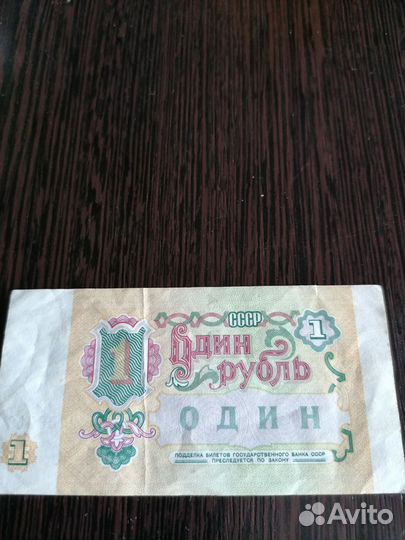 СССР
1
1
Один
рубль
ОДИН
1
ПОДДЕЛКА БИЛЕТОВ ГОСУДАРСТВЕННОГО БАНКА СССР
ПРЕСЛЕДУЕТСЯ ПО ЗАКОНУ
Avito